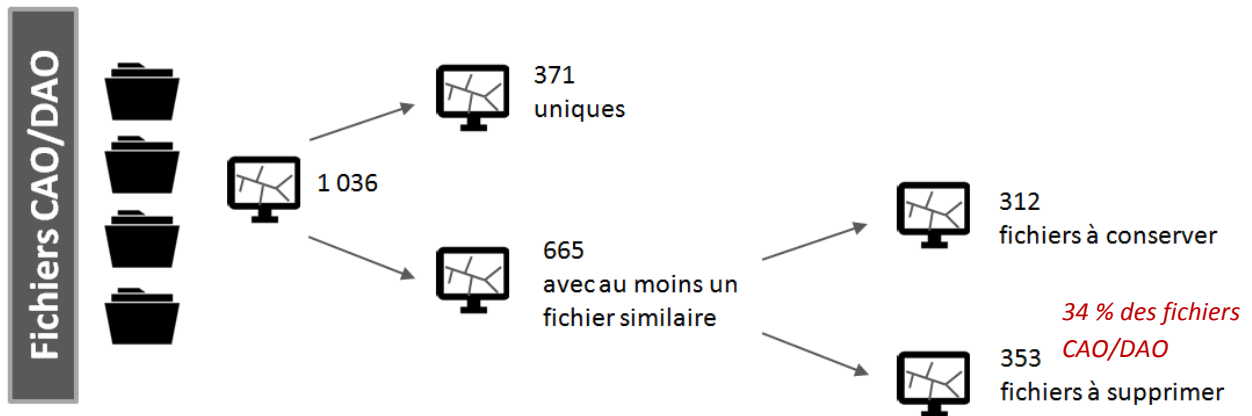 Fichiers CAO/DAO
371
uniques
1 036
312
fichiers à conserver
665
avec au moins un
fichier similaire
34 % des fichiers
CAO/DAO
353
fichiers à supprimer